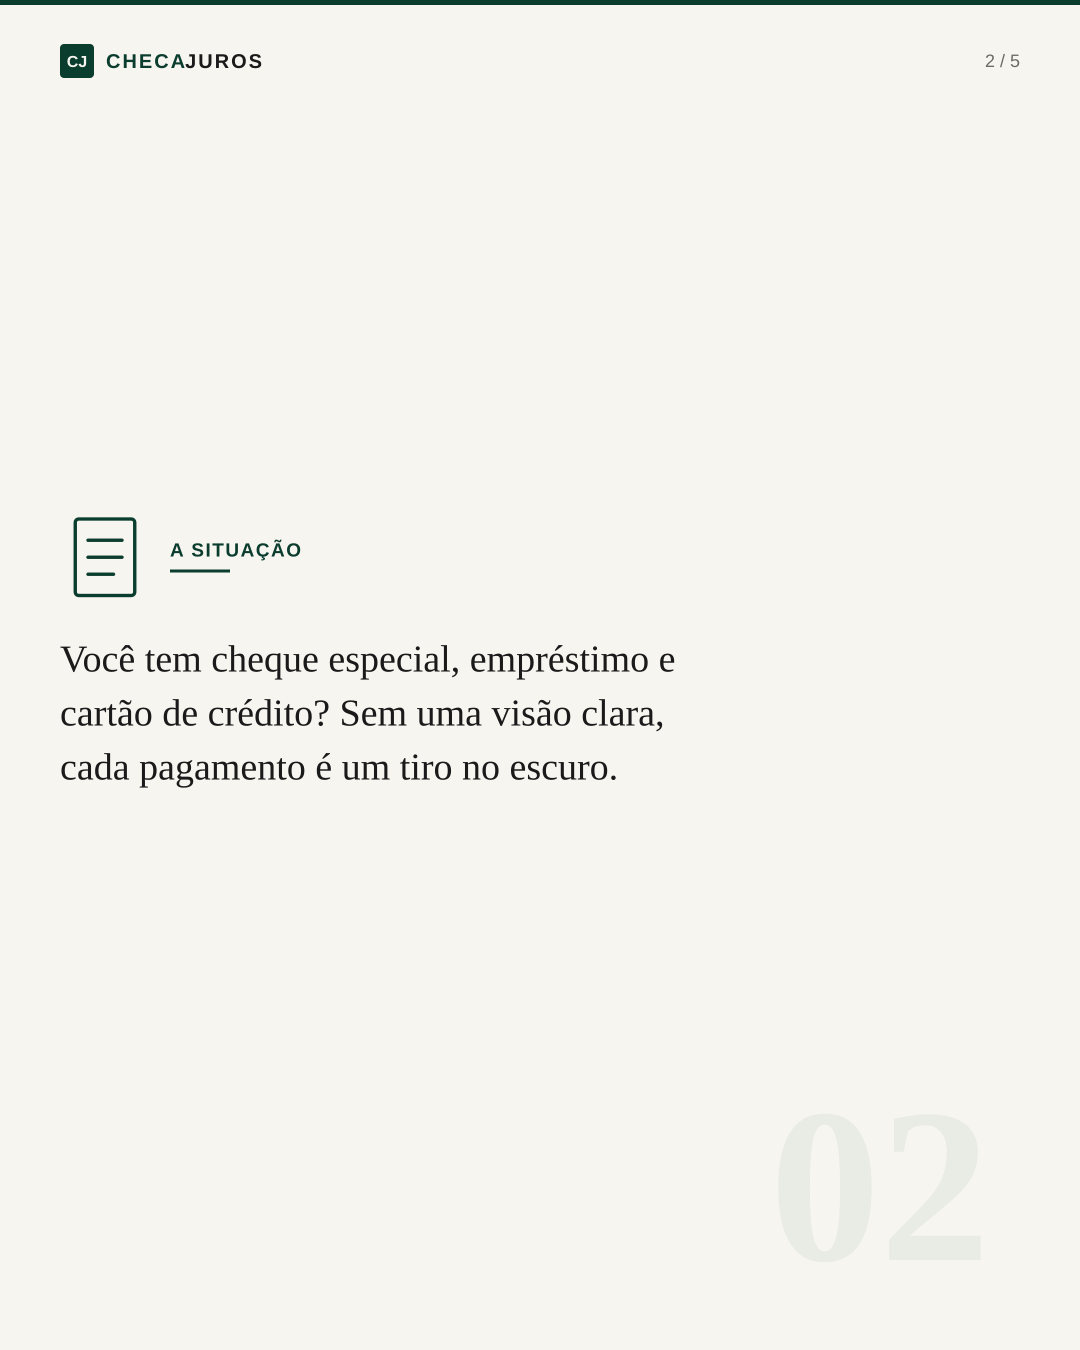 CJ CHECAJUROS
2 / 5
A SITUAÇÃO
Você tem cheque especial, empréstimo e
cartão de crédito? Sem uma visão clara,
cada pagamento é um tiro no escuro.
02